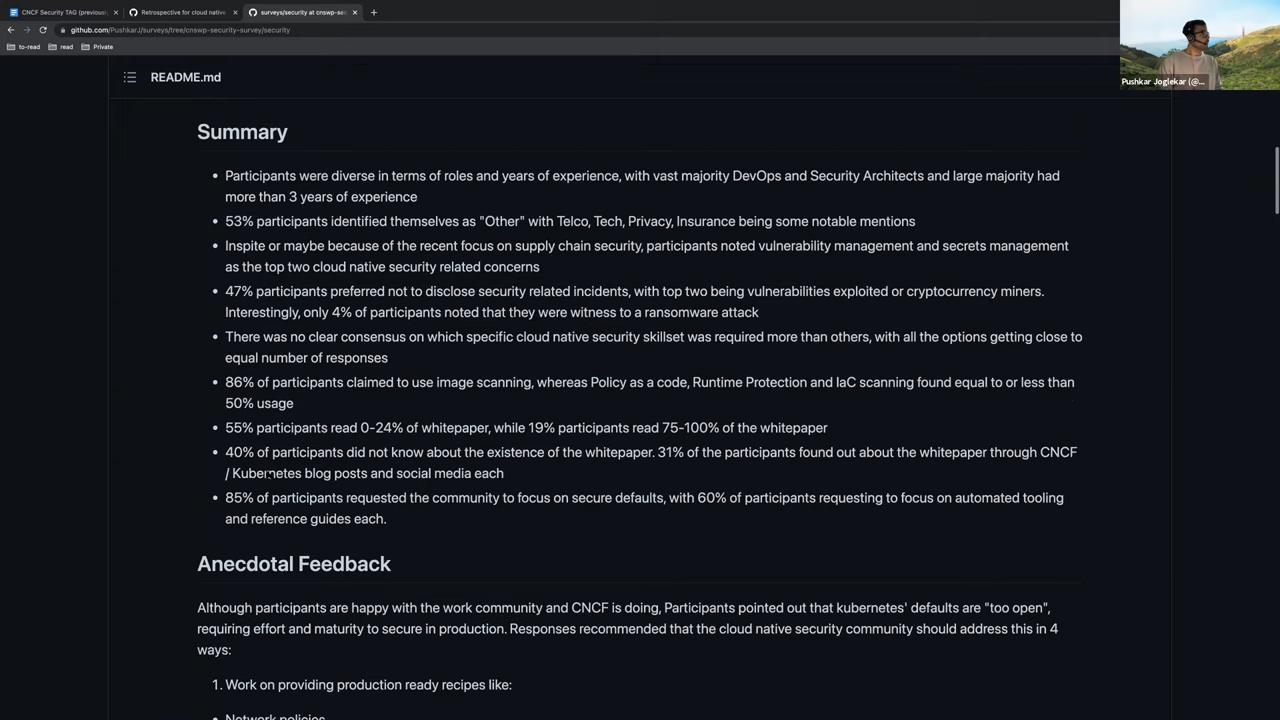 CNCF Security TAG (previous
Retrospective for cloud native
surveys/security at cnswp-sec
github.com/PushkarJ/surveys/tree/cnswp-security-survey/security
to-read
read
Private
Pushkar Joglekar (@...
README.md
Summary
Participants were diverse in terms of roles and years of experience, with vast majority DevOps and Security Architects and large majority had
more than 3 years of experience
53% participants identified themselves as "Other" with Telco, Tech, Privacy, Insurance being some notable mentions
Inspite or maybe because of the recent focus on supply chain security, participants noted vulnerability management and secrets management
as the top two cloud native security related concerns
47% participants preferred not to disclose security related incidents, with top two being vulnerabilities exploited or cryptocurrency miners.
Interestingly, only 4% of participants noted that they were witness to a ransomware attack
There was no clear consensus on which specific cloud native security skillset was required more than others, with all the options getting close to
equal number of responses
86% of participants claimed to use image scanning, whereas Policy as a code, Runtime Protection and IaC scanning found equal to or less than
50% usage
55% participants read 0-24% of whitepaper, while 19% participants read 75-100% of the whitepaper
40% of participants did not know about the existence of the whitepaper. 31% of the participants found out about the whitepaper through CNCF
/ Kubernetes blog posts and social media each
85% of participants requested the community to focus on secure defaults, with 60% of participants requesting to focus on automated tooling
and reference guides each.
Anecdotal Feedback
Although participants are happy with the work community and CNCF is doing, Participants pointed out that kubernetes' defaults are "too open",
requiring effort and maturity to secure in production. Responses recommended that the cloud native security community should address this in 4
ways:
1. Work on providing production ready recipes like:
Network policies